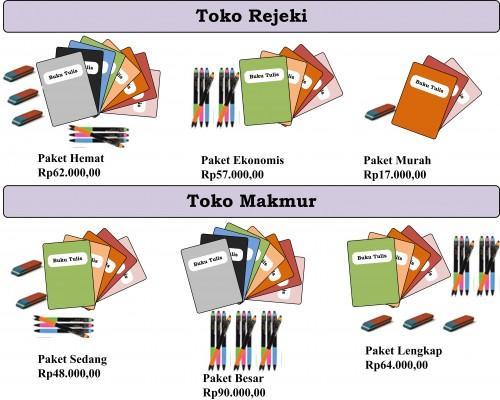 Toko Rejeki
Buku Tulis
Buku Tulis
Buku Tulis
Paket Hemat
Rp62.000,00
Paket Ekonomis
Rp57.000,00
Paket Murah
Rp17.000,00
Toko Makmur
Buku Tulis
Buku Tulis
Buku Tulis
Paket Sedang
Rp48.000,00
Paket Besar
Rp90.000,00
Paket Lengkap
Rp64.000,00